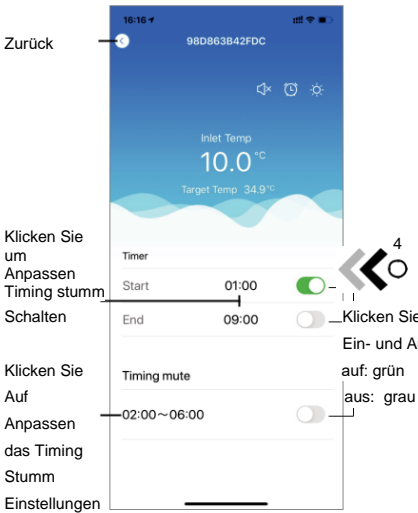 16:16
Zurück
98D863B42FDC
Inlet Temp
10.0 °C
Target Temp 34.9°C
Klicken Sie
um
Anpassen
Timing stumm
Schalten
Timer
Start 01:00
End 09:00
4
Klicken Sie
Ein- und A
auf: grün
aus: grau
Klicken Sie
Auf
Anpassen
das Timing
Stumm
Einstellungen
Timing mute
02:00~06:00